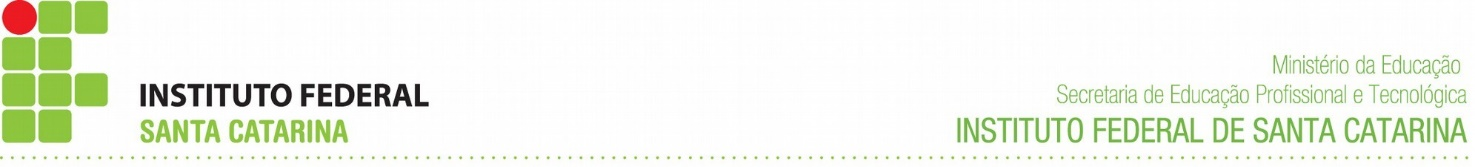 INSTITUTO FEDERAL
SANTA CATARINA
Ministério da Educação
Secretaria de Educação Profissional e Tecnológica
INSTITUTO FEDERAL DE SANTA CATARINA